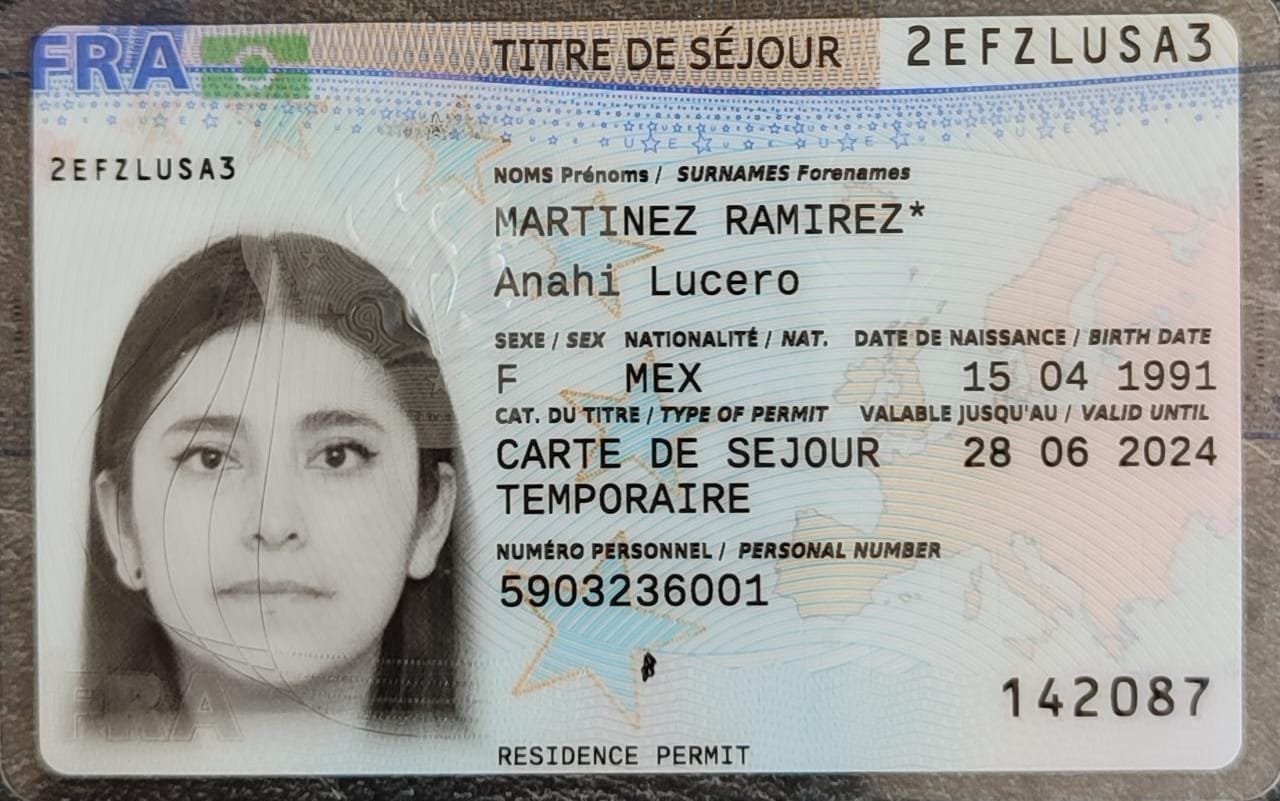 FRA TITRE DE SÉJOUR 2EFZLUSA3
2EFZLUSA3
NOMS Prénoms / SURNAMES Forenames
MARTINEZ RAMIREZ*
Anahi Lucero
SEXE / SEX NATIONALITÉ / NAT. DATE DE NAISSANCE / BIRTH DATE
F MEX 15 04 1991
CAT. DU TITRE / TYPE OF PERMIT VALABLE JUSQU'AU / VALID UNTIL
CARTE DE SEJOUR 28 06 2024
TEMPORAIRE
NUMÉRO PERSONNEL / PERSONAL NUMBER
5903236001
142087
FRA
RESIDENCE PERMIT